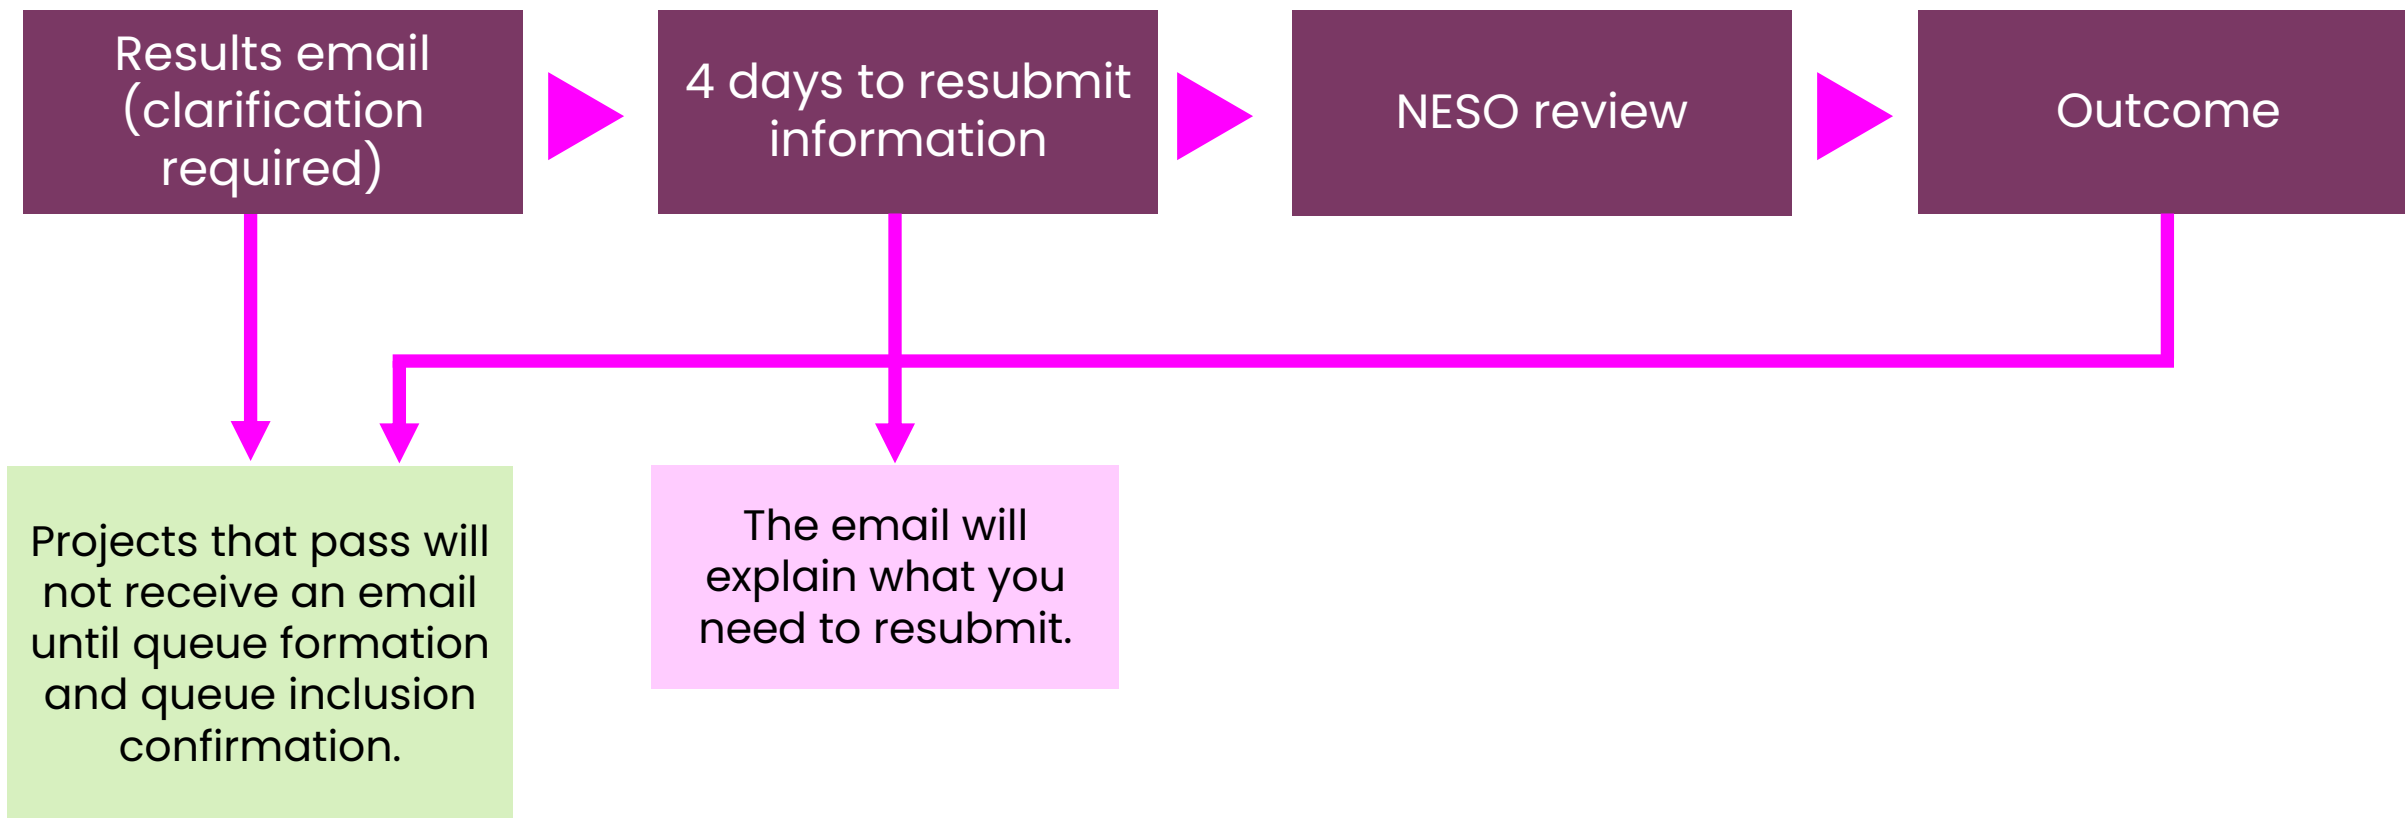 Results email
(clarification
required)
4 days to resubmit
information
NESO review
Outcome
Projects that pass will
not receive an email
until queue formation
and queue inclusion
confirmation.
The email will
explain what you
need to resubmit.